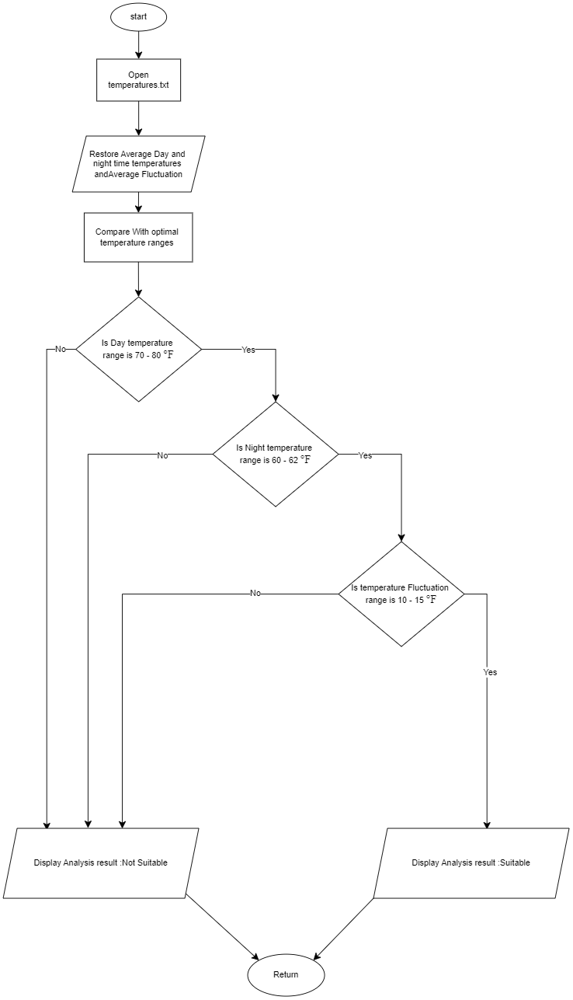 start
Open
temperatures.txt
Restore Average Day and
night time temperatures
andAverage Fluctuation
Compare With optimal
temperature ranges
Is Day temperature
range is 70 - 80 °F
No
Yes
Is Night temperature
range is 60 - 62 °F
No
Yes
Is temperature Fluctuation
range is 10 - 15 °F
No
Yes
Display Analysis result :Not Suitable
Display Analysis result :Suitable
Return